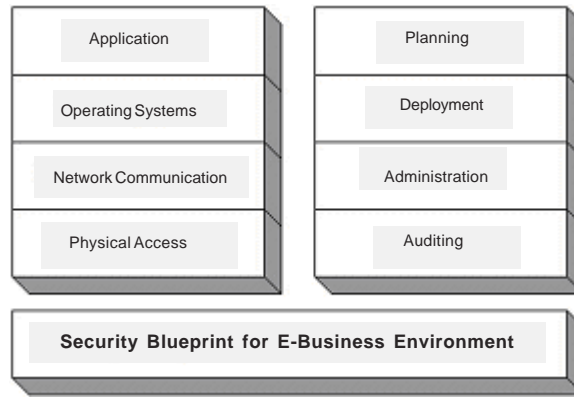 Application
Operating Systems
Network Communication
Physical Access
Planning
Deployment
Administration
Auditing
Security Blueprint for E-Business Environment